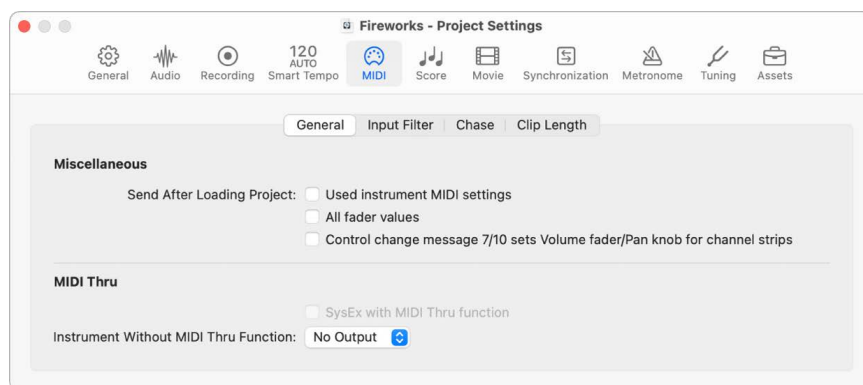 Fireworks - Project Settings
120
AUTO
General Audio Recording Smart Tempo MIDI Score Movie Synchronization Metronome Tuning Assets
General Input Filter Chase Clip Length
Miscellaneous
Send After Loading Project: Used instrument MIDI settings
All fader values
Control change message 7/10 sets Volume fader/Pan knob for channel strips
MIDI Thru
SysEx with MIDI Thru function
Instrument Without MIDI Thru Function: No Output